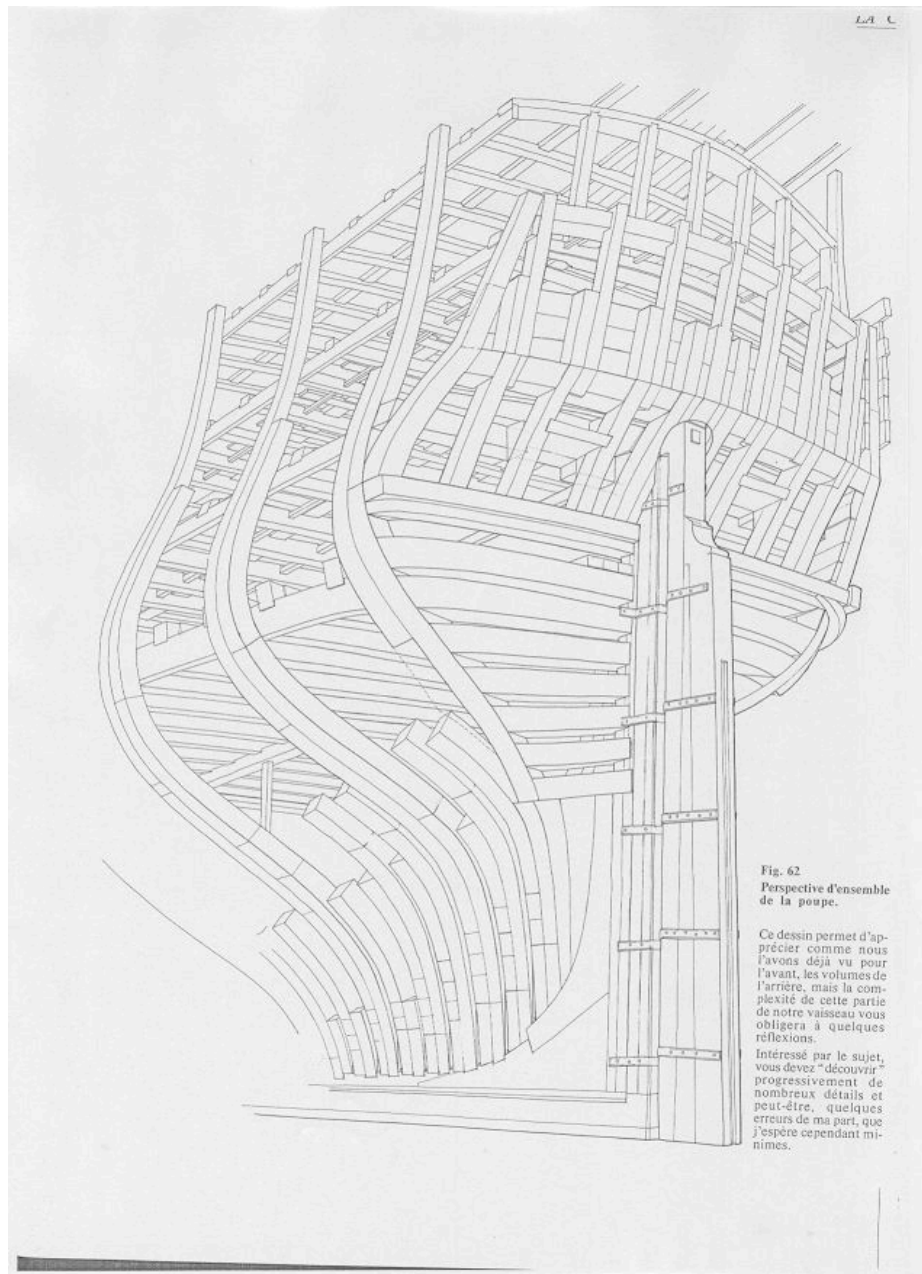 LA C
Fig. 62
Perspective d'ensemble
de la poupe.
Ce dessin permet d'ap-
précier comme nous
l'avons déjà vu pour
l'avant, les volumes de
l'arrière, mais la com-
plexité de cette partie
de notre vaisseau vous
obligera à quelques
réflexions.
Intéressé par le sujet,
vous devez "découvrir"
progressivement de
nombreux détails et
peut-être, quelques
erreurs de ma part, que
j'espère cependant mi-
nimes.